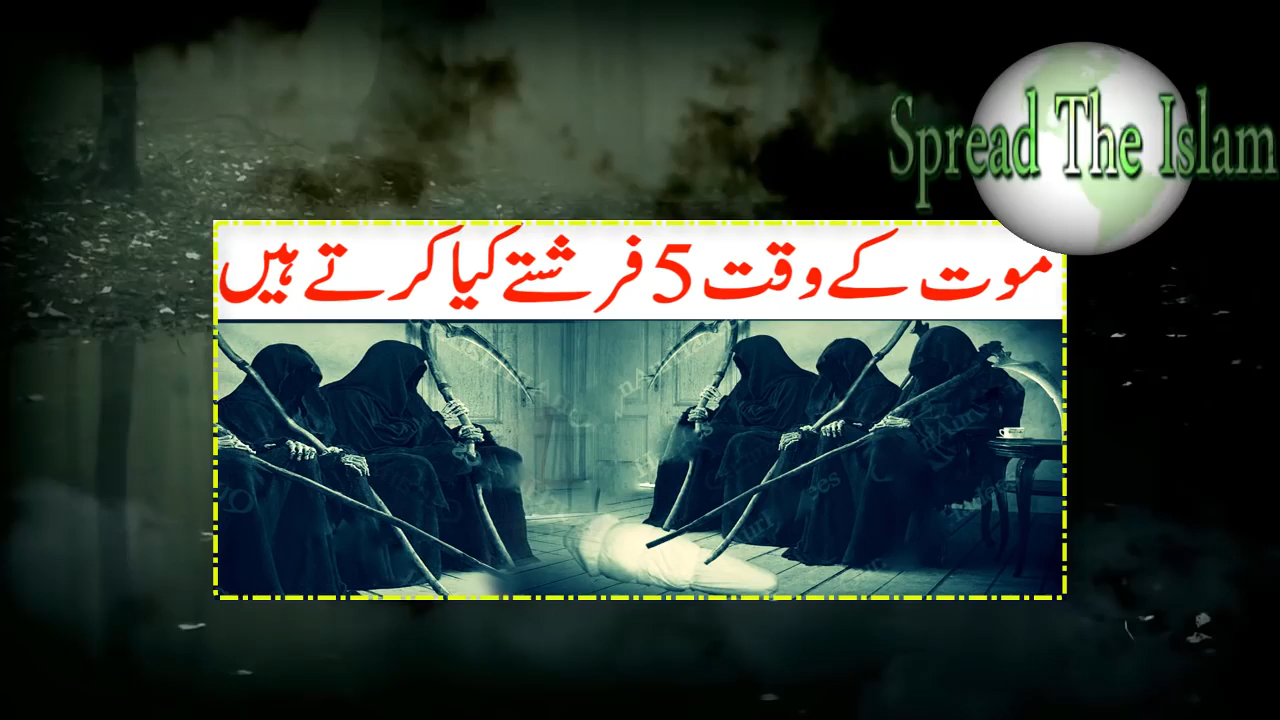 Spread The Islam
موت کے وقت 5 فرشتے کیا کرتے ہیں